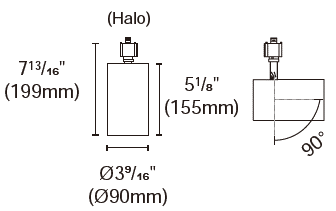 (Halo)
7¹³/₁₆"
(199mm)
5¹/₈"
(155mm)
90°
Ø3⁹/₁₆"
(Ø90mm)